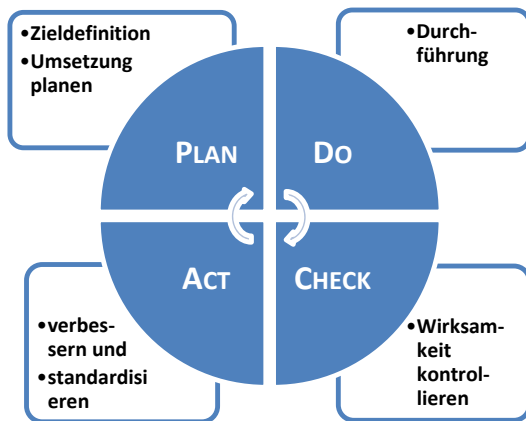 •Zieldefinition
•Umsetzung
planen
•Durch-
führung
PLAN
DO
ACT
CHECK
•verbes-
sern und
•standardisi
eren
•Wirksam-
keit
kontrol-
lieren